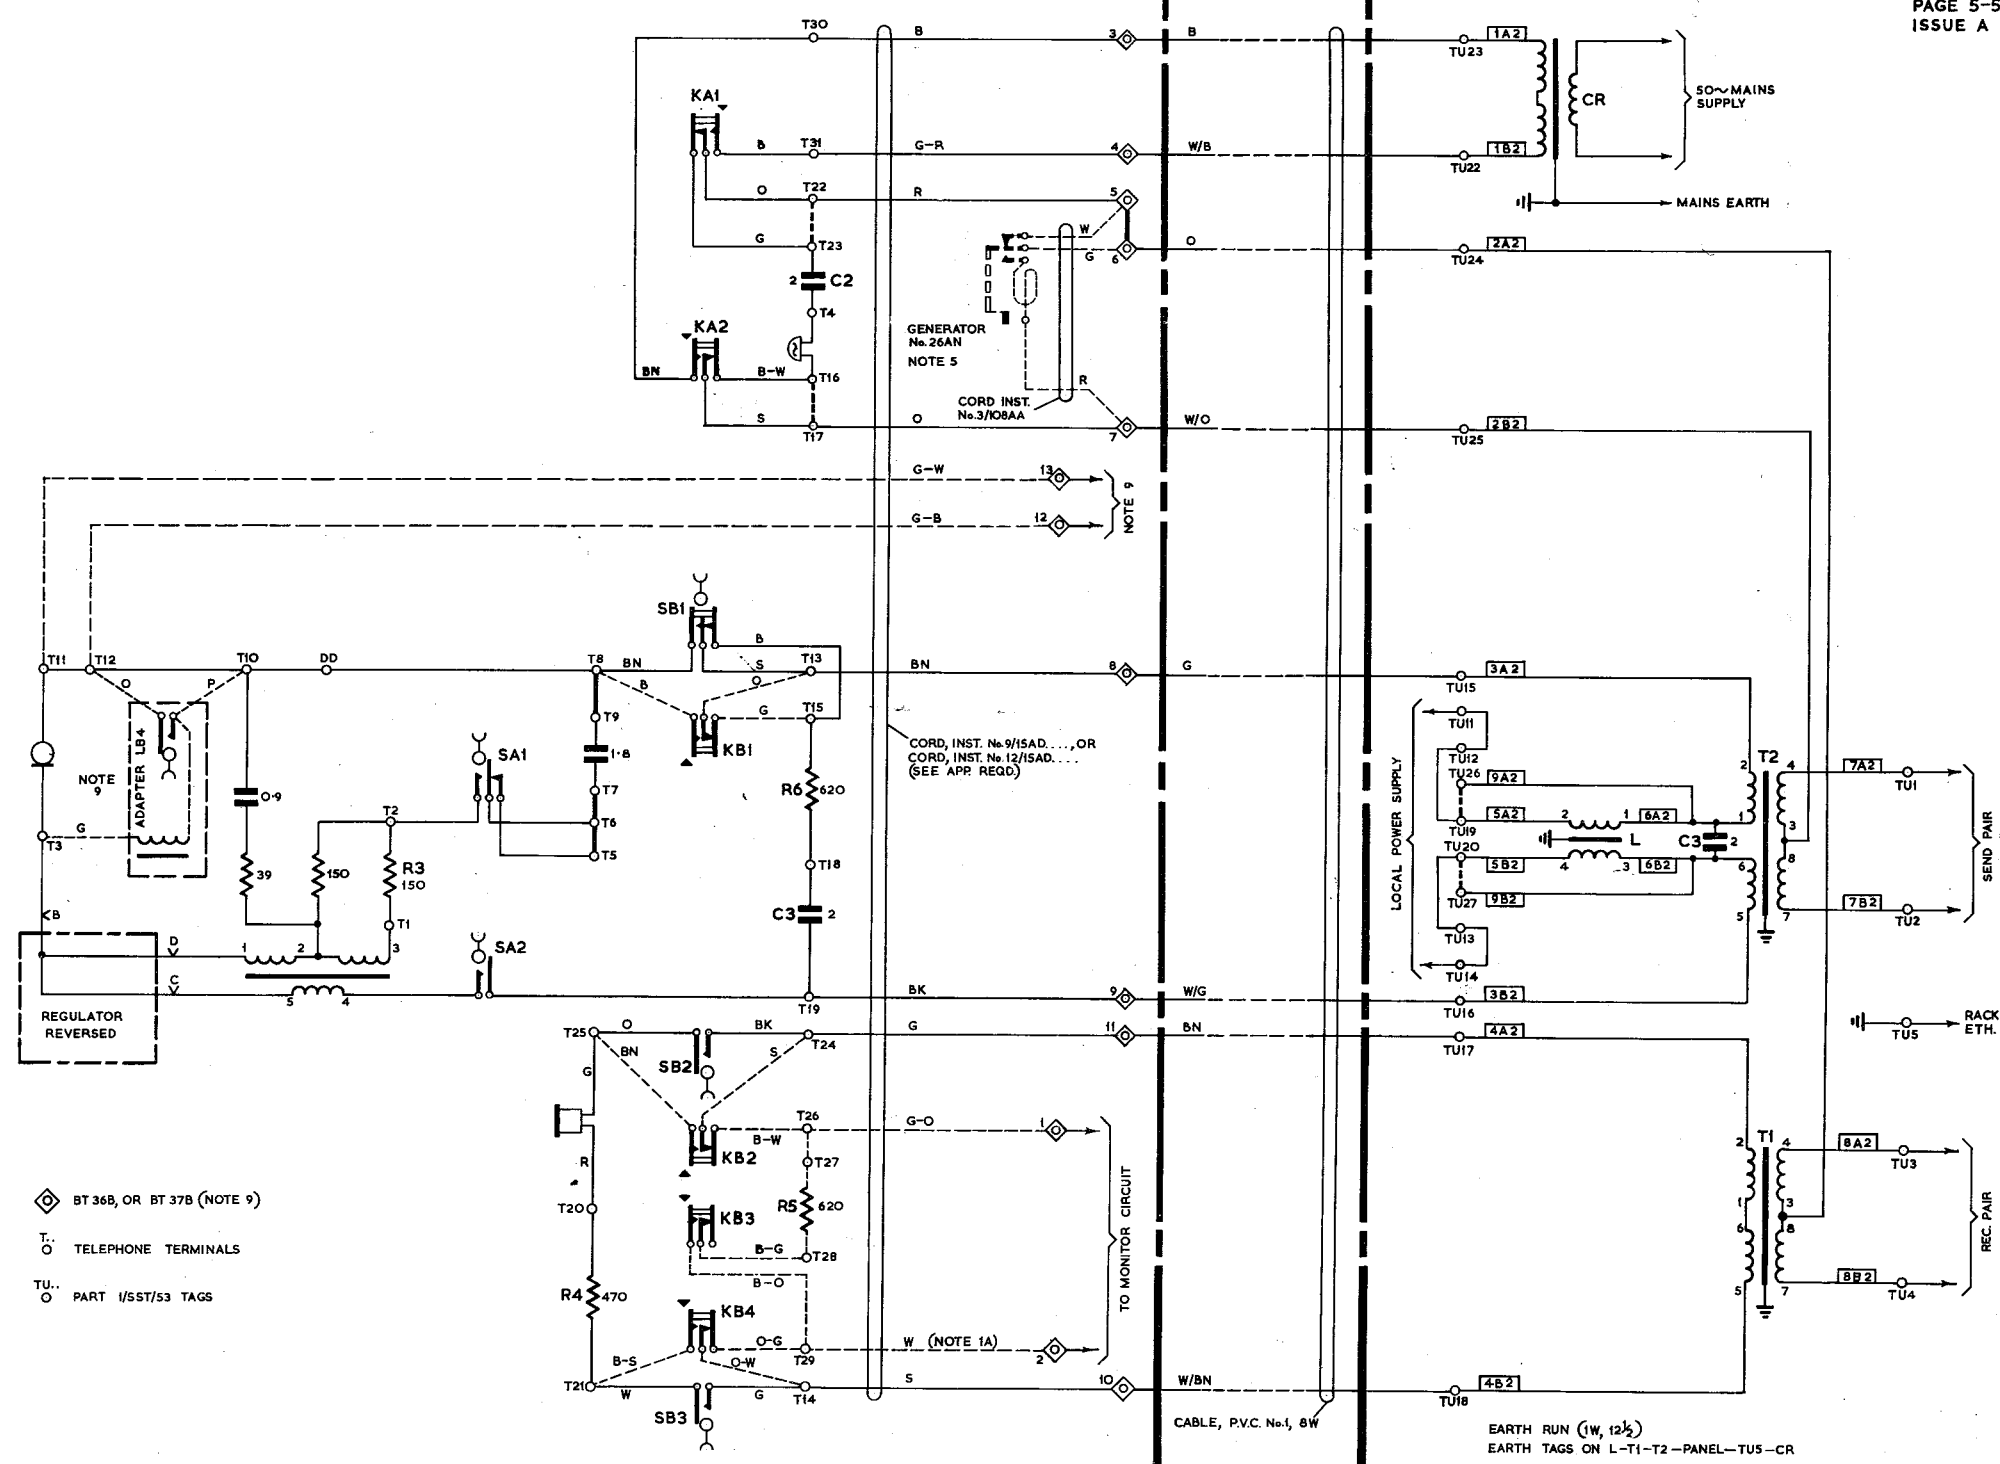 PAGE 5-5
ISSUE A
T30
B
3
B
TU23
1A2
CR
50~MAINS
SUPPLY
KA1
B
T31
G-R
4
W/B
TU22
1B2
O
T22
R
5
MAINS EARTH
G
T23
W
G
6
O
TU24
2A2
2
C2
T4
KA2
GENERATOR
No. 26AN
NOTE 5
BN
B-W
T16
R
CORD INST.
No.3/108AA
S
T17
O
7
W/O
TU25
2B2
G-W
13
G-B
12
NOTE 9
SB1
B
T11
T12
T10
DD
T8
BN
S
T13
BN
8
G
TU15
3A2
O
P
B
O
G
T15
KB1
T9
1·8
T7
T6
T5
SA1
NOTE
9
ADAPTER LB4
G
T3
0·9
39
150
T2
R3
150
T1
R6
620
T18
C3
2
CORD, INST. No.9/15AD...., OR
CORD, INST. No.12/15AD....
(SEE APP. REQD.)
LOCAL POWER SUPPLY
TU11
TU12
TU26
9A2
TU19
5A2
2
1
6A2
L
TU20
5B2
4
3
6B2
TU27
9B2
TU13
TU14
C3
2
2
T2
4
1
3
6
8
5
7
7A2
TU1
7B2
TU2
SEND PAIR
<B
D
C
1
2
3
5
4
SA2
REGULATOR
REVERSED
T19
BK
9
W/G
TU16
3B2
RACK
ETH.
TU5
T25
O
BK
T24
G
11
BN
TU17
4A2
BN
S
SB2
G
R
T26
G-O
1
B-W
KB2
T27
KB3
R5
620
B-G
T28
B-O
T20
R4
470
KB4
O-G
T29
W
(NOTE 1A)
2
B-S
O-W
T21
W
G
T14
S
10
W/BN
TU18
4B2
SB3
TO MONITOR CIRCUIT
2
T1
4
1
3
6
8
5
7
8A2
TU3
8B2
TU4
REC. PAIR
BT 36B, OR BT 37B (NOTE 9)
T..
TELEPHONE TERMINALS
TU..
PART 1/SST/53 TAGS
CABLE, P.V.C. No.1, 8W
EARTH RUN (1W, 12½)
EARTH TAGS ON L-T1-T2-PANEL-TU5-CR